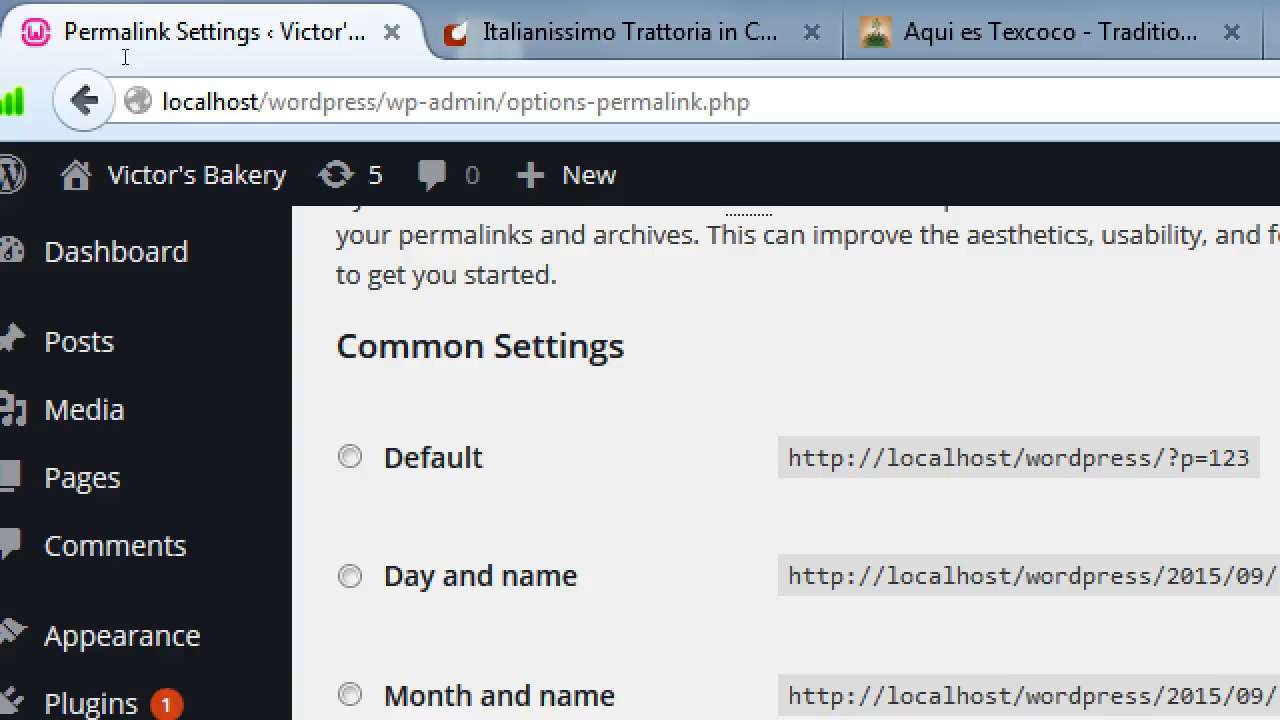 Permalink Settings ‹ Victor'...
Italianissimo Trattoria in C...
Aqui es Texcoco - Traditio...
localhost/wordpress/wp-admin/options-permalink.php
Victor's Bakery
5
0
New
Dashboard
Posts
Media
Pages
Comments
Appearance
Plugins 1
your permalinks and archives. This can improve the aesthetics, usability, and
to get you started.
Common Settings
Default
http://localhost/wordpress/?p=123
Day and name
http://localhost/wordpress/2015/09/
Month and name
http://localhost/wordpress/2015/09/